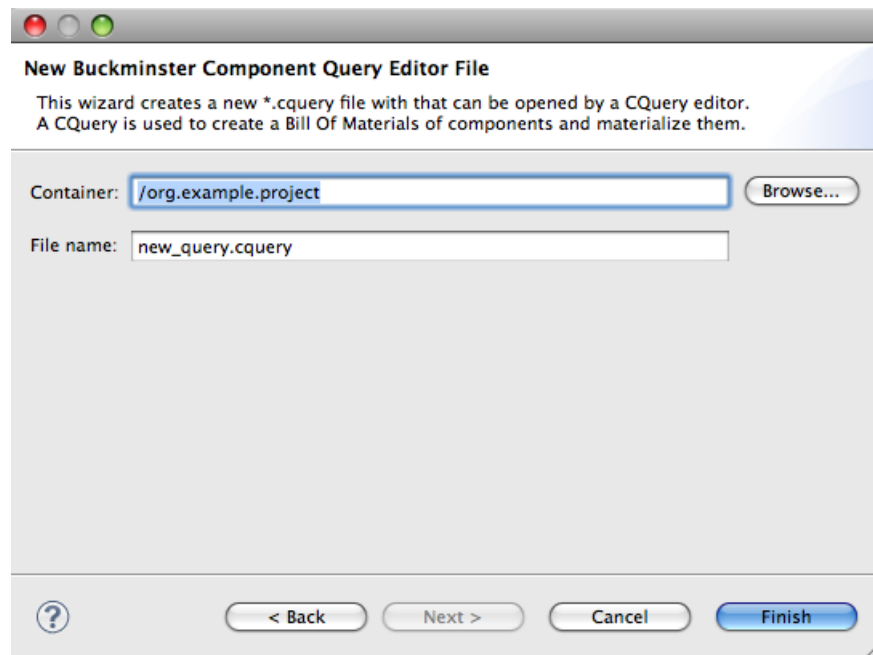 New Buckminster Component Query Editor File
This wizard creates a new *.cquery file with that can be opened by a CQuery editor.
A CQuery is used to create a Bill Of Materials of components and materialize them.
Container: /org.example.project Browse...
File name: new_query.cquery
? < Back Next > Cancel Finish